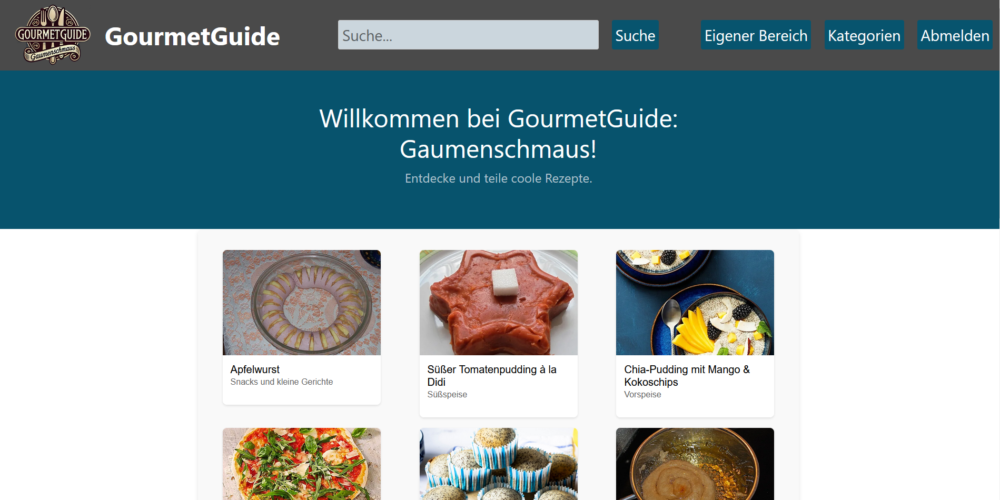 GOURMETGUIDE
Gaumenschmaus
GourmetGuide
Suche...
Suche
Eigener Bereich
Kategorien
Abmelden
Willkommen bei GourmetGuide:
Gaumenschmaus!
Entdecke und teile coole Rezepte.
Apfelwurst
Snacks und kleine Gerichte
Süßer Tomatenpudding à la
Didi
Süßspeise
Chia-Pudding mit Mango &
Kokoschips
Vorspeise